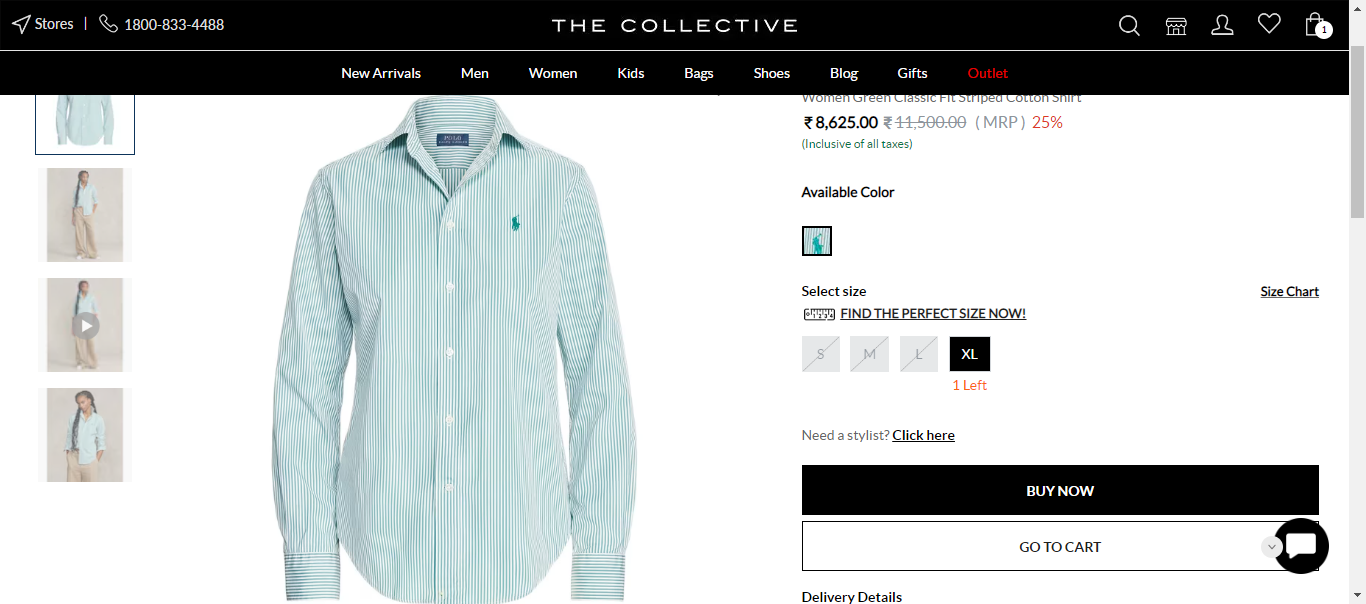 Stores | 1800-833-4488
THE COLLECTIVE
1
New Arrivals Men Women Kids Bags Shoes Blog Gifts Outlet
Women Green Classic Fit Striped Cotton Shirt
₹8,625.00 ₹11,500.00 (MRP) 25%
(Inclusive of all taxes)
POLO
Available Color
Select size
Size Chart
FIND THE PERFECT SIZE NOW!
S M L XL
1 Left
Need a stylist? Click here
BUY NOW
GO TO CART
Delivery Details